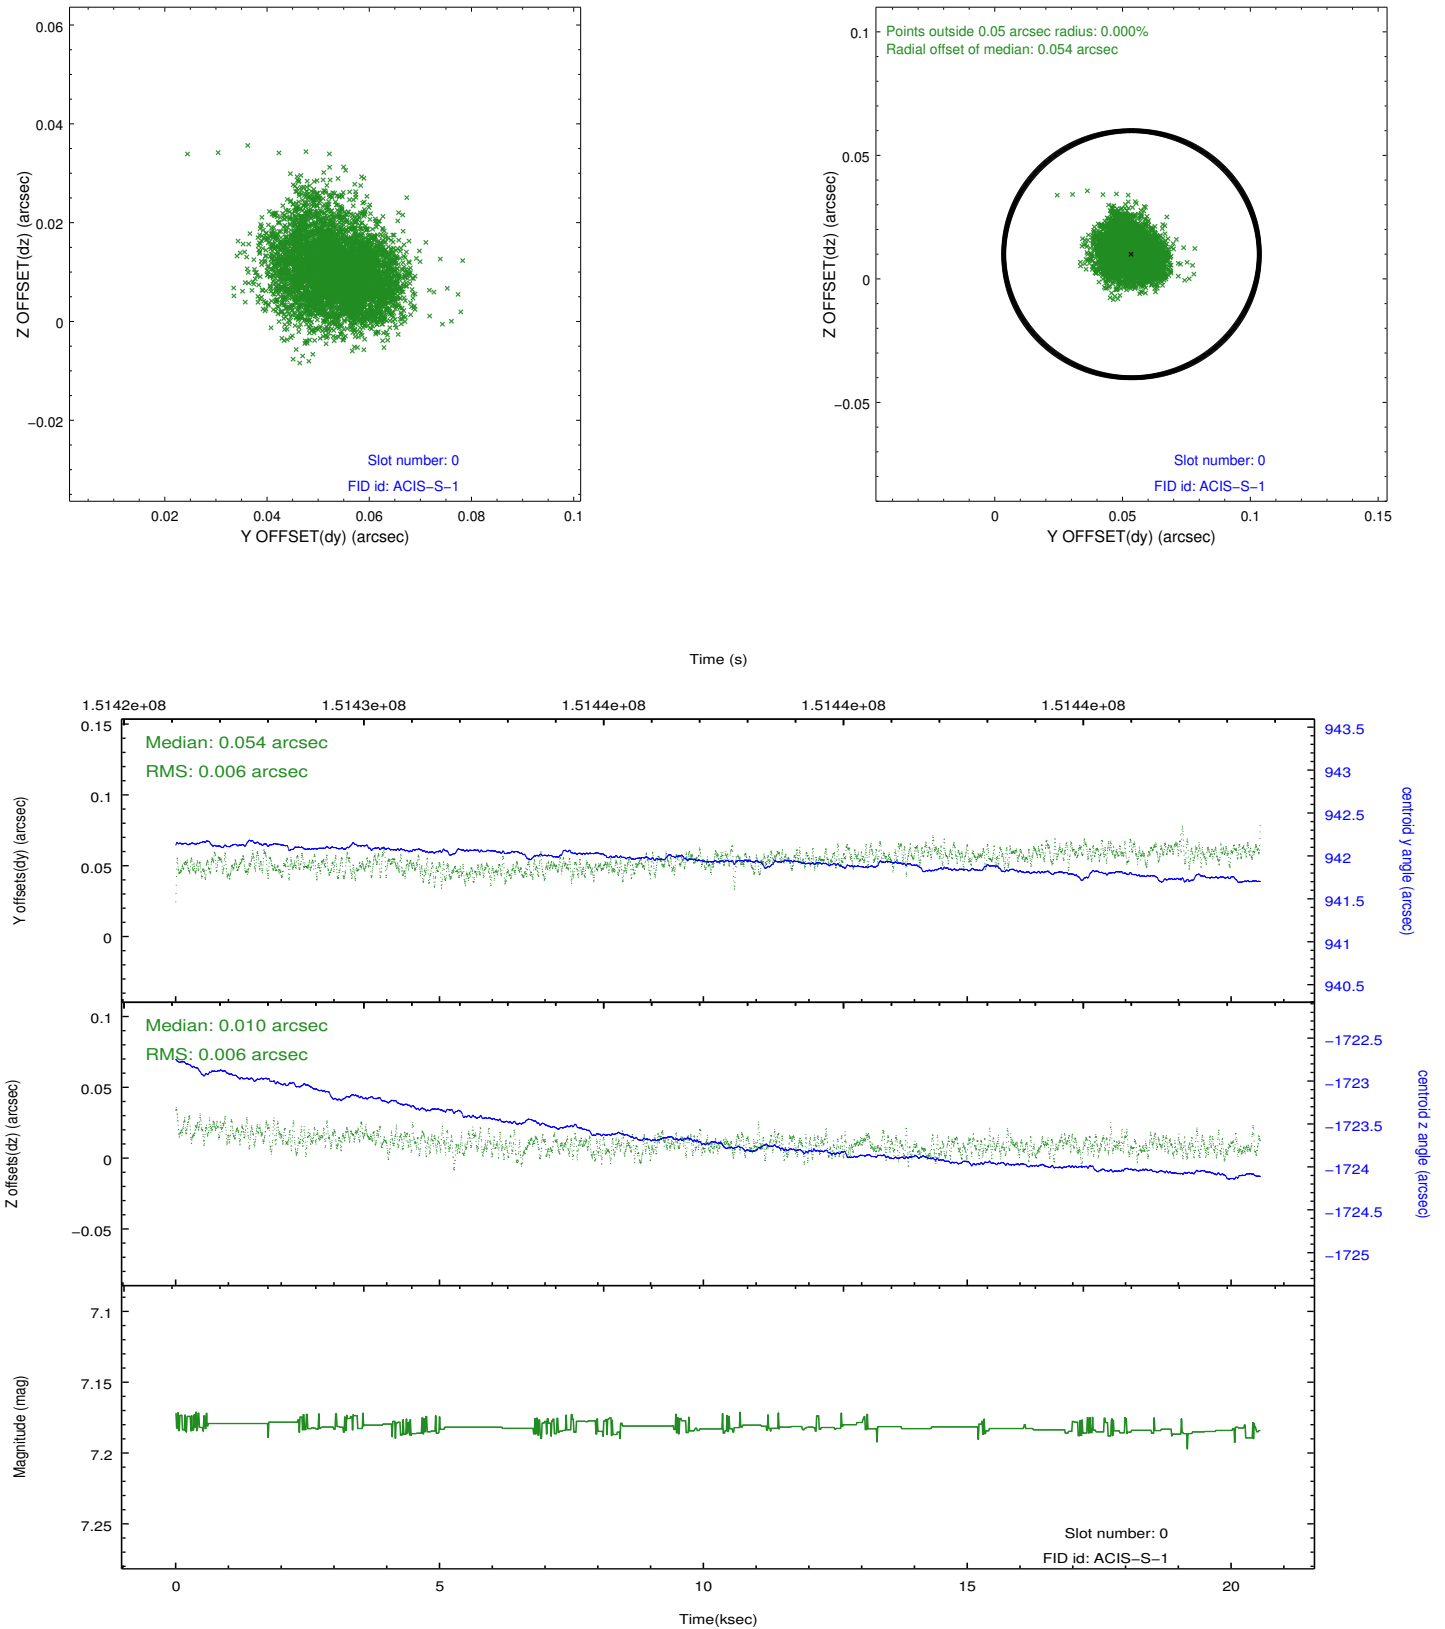 0.06
0.04
0.02
0
−0.02
Z OFFSET(dz) (arcsec)
Slot number: 0
FID id: ACIS−S−1
0.02 0.04 0.06 0.08 0.1
Y OFFSET(dy) (arcsec)
Points outside 0.05 arcsec radius: 0.000%
Radial offset of median: 0.054 arcsec
0.1
0.05
0
−0.05
Z OFFSET(dz) (arcsec)
Slot number: 0
FID id: ACIS−S−1
0 0.05 0.1 0.15
Y OFFSET(dy) (arcsec)
Time (s)
1.5142e+08 1.5143e+08 1.5144e+08 1.5144e+08 1.5144e+08
Median: 0.054 arcsec
RMS: 0.006 arcsec
0.15
0.1
0.05
0
Y offsets(dy) (arcsec)
943.5
943
942.5
942
941.5
941
940.5
centroid y angle (arcsec)
Median: 0.010 arcsec
RMS: 0.006 arcsec
0.1
0.05
0
−0.05
Z offsets(dz) (arcsec)
−1722.5
−1723
−1723.5
−1724
−1724.5
−1725
centroid z angle (arcsec)
7.1
7.15
7.2
7.25
Magnitude (mag)
Slot number: 0
FID id: ACIS−S−1
0 5 10 15 20
Time(ksec)